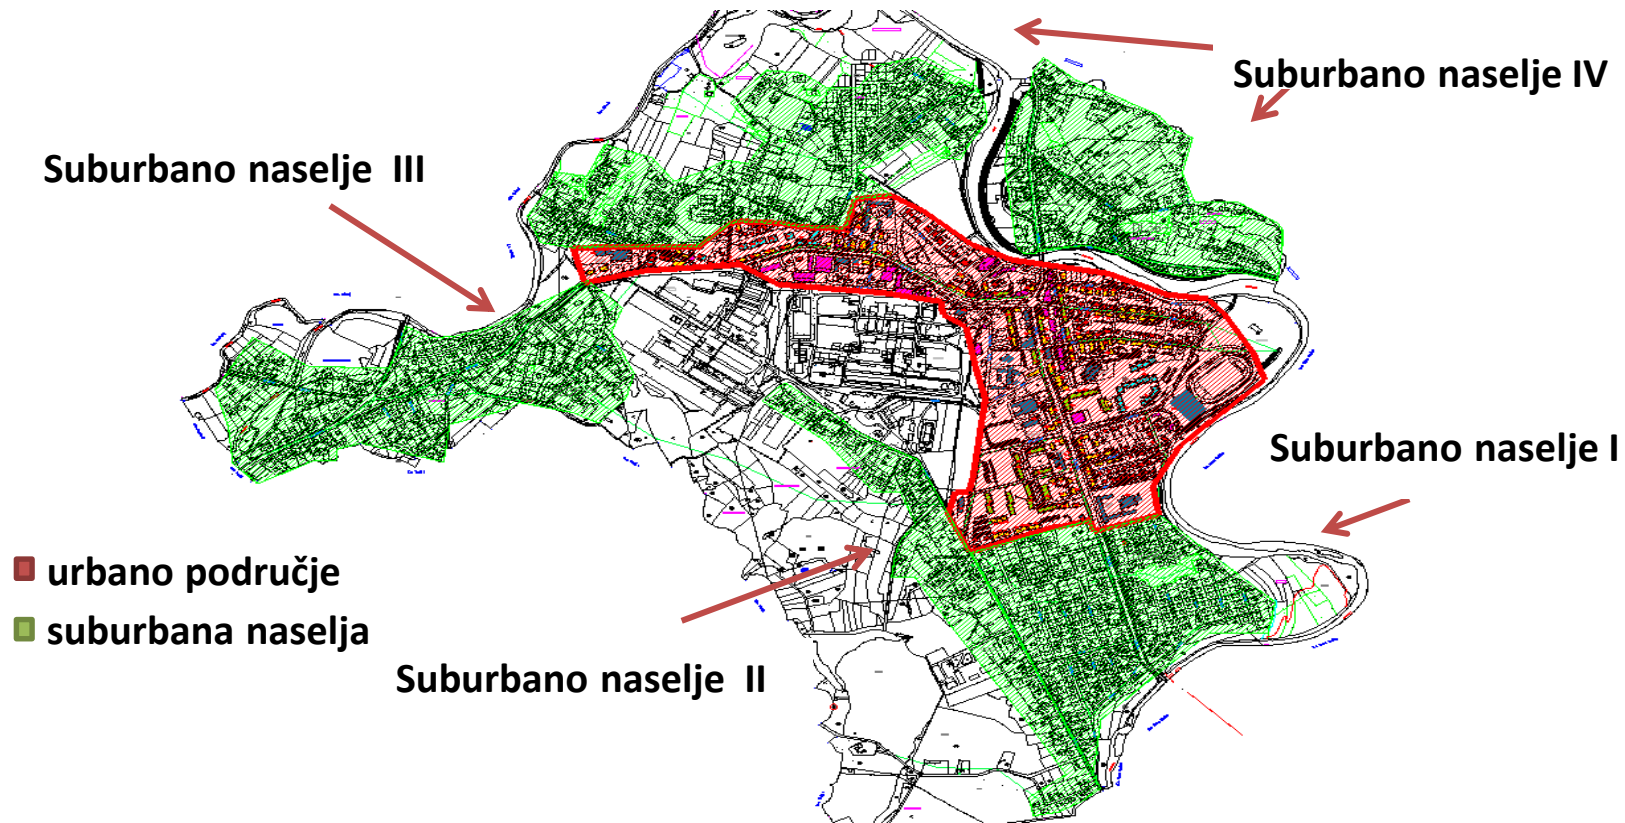 Suburbano naselje IV
Suburbano naselje III
Suburbano naselje I
urbano područje
suburbana naselja
Suburbano naselje II